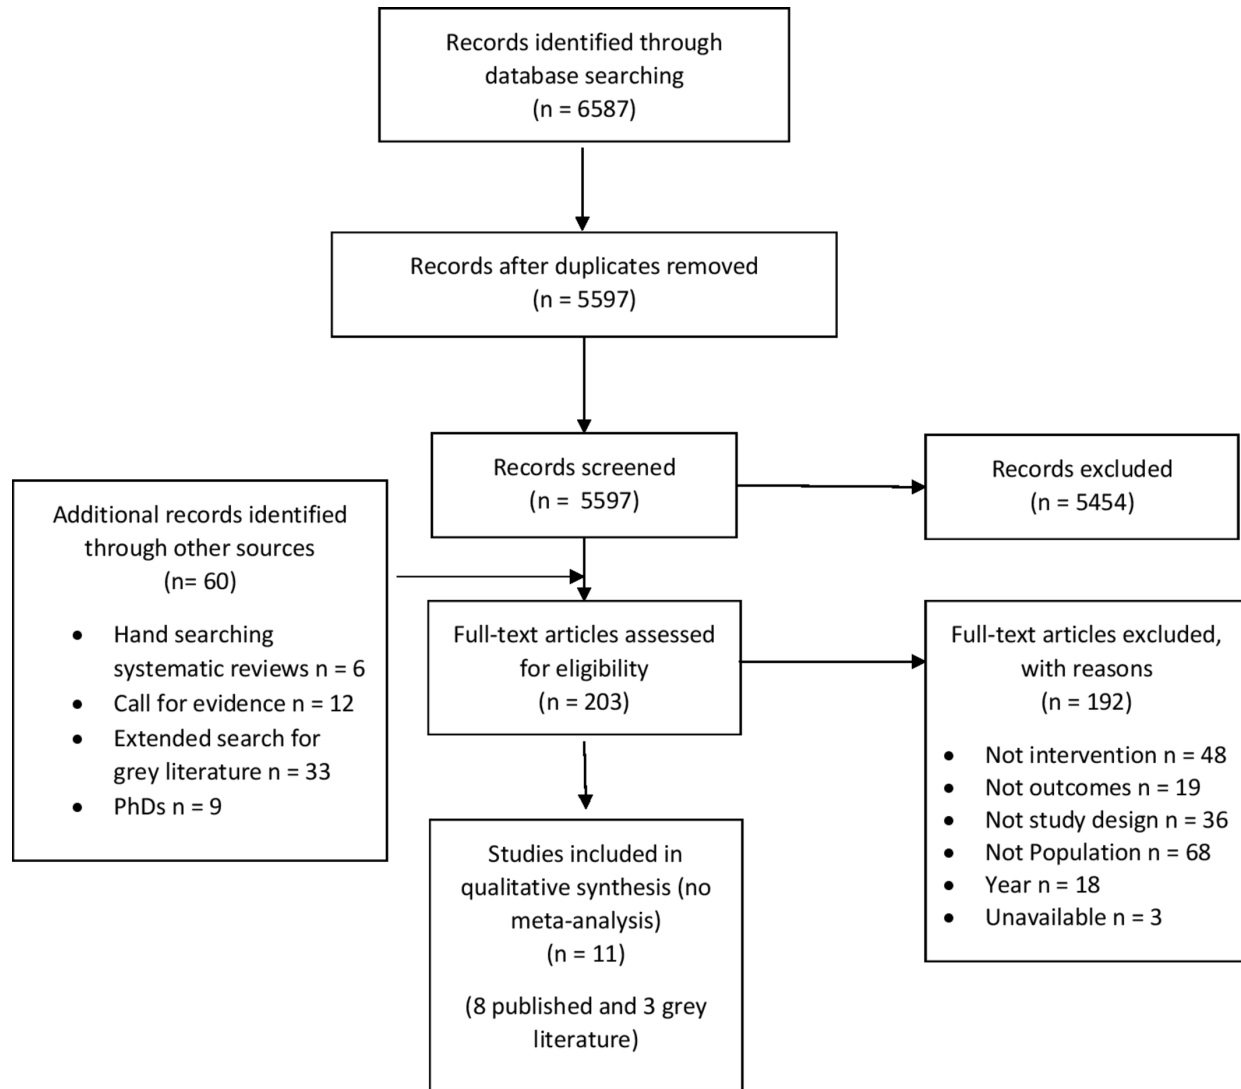 Records identified through
database searching
(n = 6587)
Records after duplicates removed
(n = 5597)
Records screened
(n =  5597)
Records excluded
(n = 5454)
Additional records identified
through other sources
(n= 60)
• Hand searching
systematic reviews n = 6
• Call for evidence n = 12
• Extended search for
grey literature n = 33
• PhDs n = 9
Full-text articles assessed
for eligibility
(n = 203)
Full-text articles excluded,
with reasons
(n = 192)
• Not intervention n = 48
• Not outcomes n = 19
• Not study design n = 36
• Not Population n = 68
• Year n = 18
• Unavailable n = 3
Studies included in
qualitative synthesis (no
meta-analysis)
(n = 11)
(8 published and 3 grey
literature)